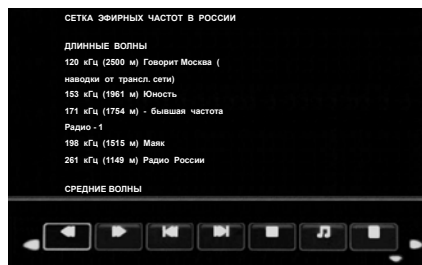 СЕТКА ЭФИРНЫХ ЧАСТОТ В РОССИИ
ДЛИННЫЕ ВОЛНЫ
120 кГц (2500 м) Говорит Москва (
наводки от трансл. сети)
153 кГц (1961 м) Юность
171 кГц (1754 м) - бывшая частота
Радио - 1
198 кГц (1515 м) Маяк
261 кГц (1149 м) Радио России
СРЕДНИЕ ВОЛНЫ